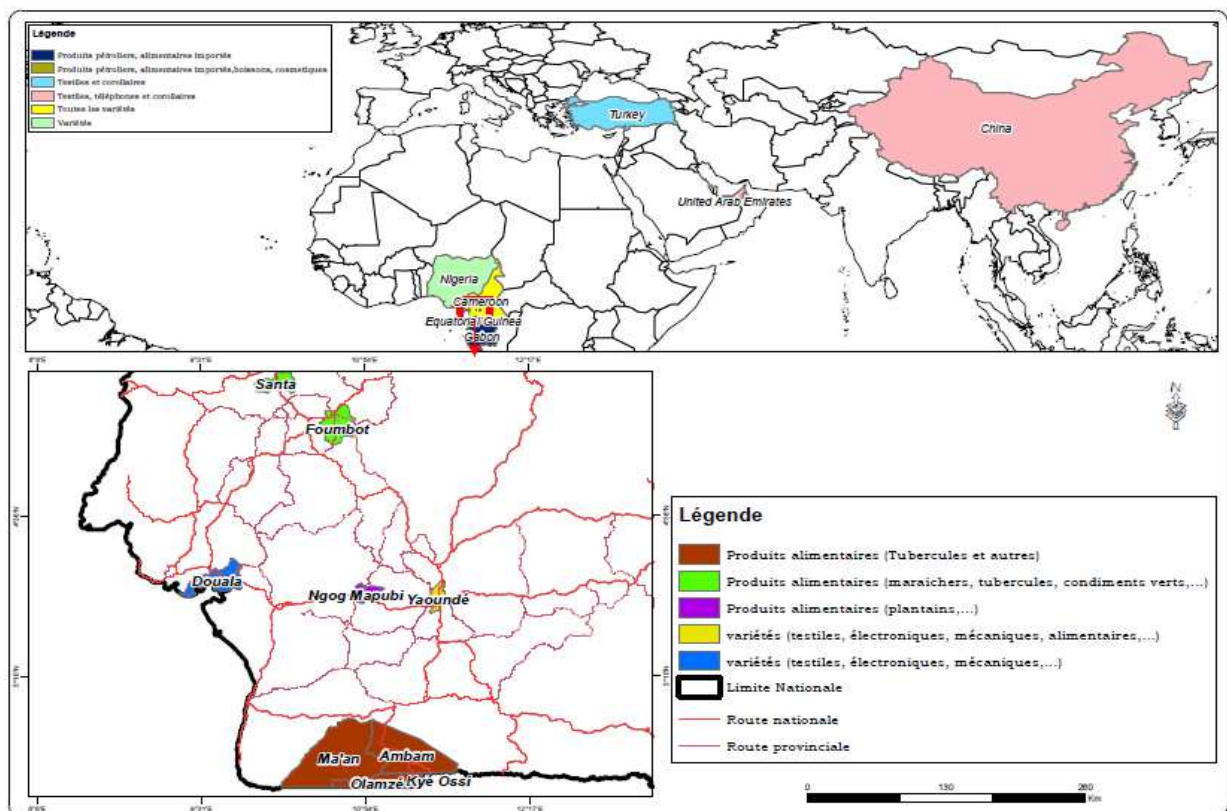 Légende
Produits pétroliers, alimentaires importés
Produits pétroliers, alimentaires importés,boissons, cosmetiques
Testiles et corollaires
Testiles, téléphones et corollaires
Toutes les variétés
Variétés
Turkey
China
United Arab Emirates
Nigeria
Cameroon
Equatorial Guinea
Gabon
N
Santa
Foumbot
Douala
Ngog Mapubi
Yaoundé
Ma'an
Ambam
Olamzé
Kyé Ossi
Légende
Produits alimentaires (Tubercules et autres)
Produits alimentaires (maraichers, tubercules, condiments verts,...)
Produits alimentaires (plantains,...)
variétés (testiles, électroniques, mécaniques, alimentaires,...)
variétés (testiles, électroniques, mécaniques,...)
Limite Nationale
Route nationale
Route provinciale
0 130 260
Km